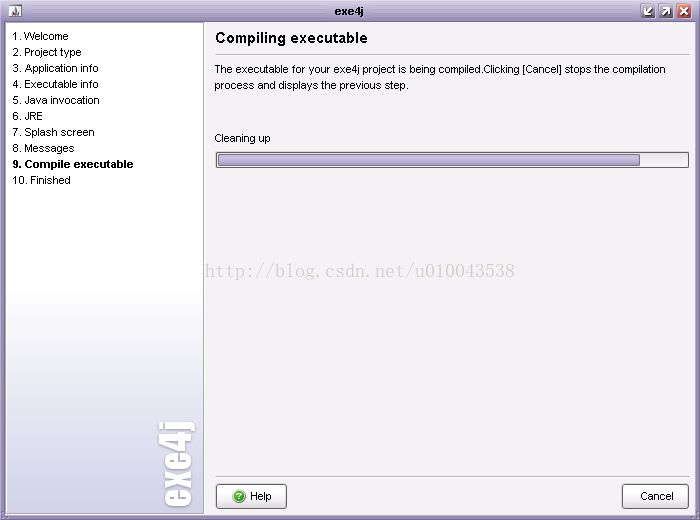 exe4j
1. Welcome
2. Project type
3. Application info
4. Executable info
5. Java invocation
6. JRE
7. Splash screen
8. Messages
9. Compile executable
10. Finished
exe4j
Compiling executable
The executable for your exe4j project is being compiled.Clicking [Cancel] stops the compilation
process and displays the previous step.
Cleaning up
http://blog.csdn.net/u010043538
Help
Cancel